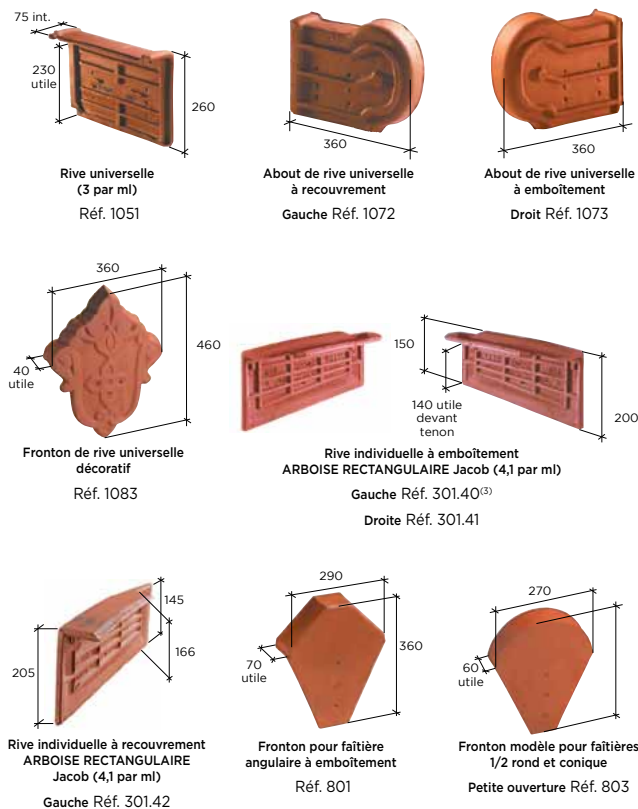 75 int.
230
utile
260
Rive universelle
(3 par ml)
Réf. 1051
360
About de rive universelle
à recouvrement
Gauche Réf. 1072
360
About de rive universelle
à emboîtement
Droit Réf. 1073
360
460
40
utile
Fronton de rive universelle
décoratif
Réf. 1083
150
140 utile
devant
tenon
200
Rive individuelle à emboîtement
ARBOISE RECTANGULAIRE Jacob (4,1 par ml)
Gauche Réf. 301.40(3)
Droite Réf. 301.41
145
166
205
Rive individuelle à recouvrement
ARBOISE RECTANGULAIRE
Jacob (4,1 par ml)
Gauche Réf. 301.42
290
360
70
utile
Fronton pour faîtière
angulaire à emboîtement
Réf. 801
270
60
utile
Fronton modèle pour faîtières
1/2 rond et conique
Petite ouverture Réf. 803